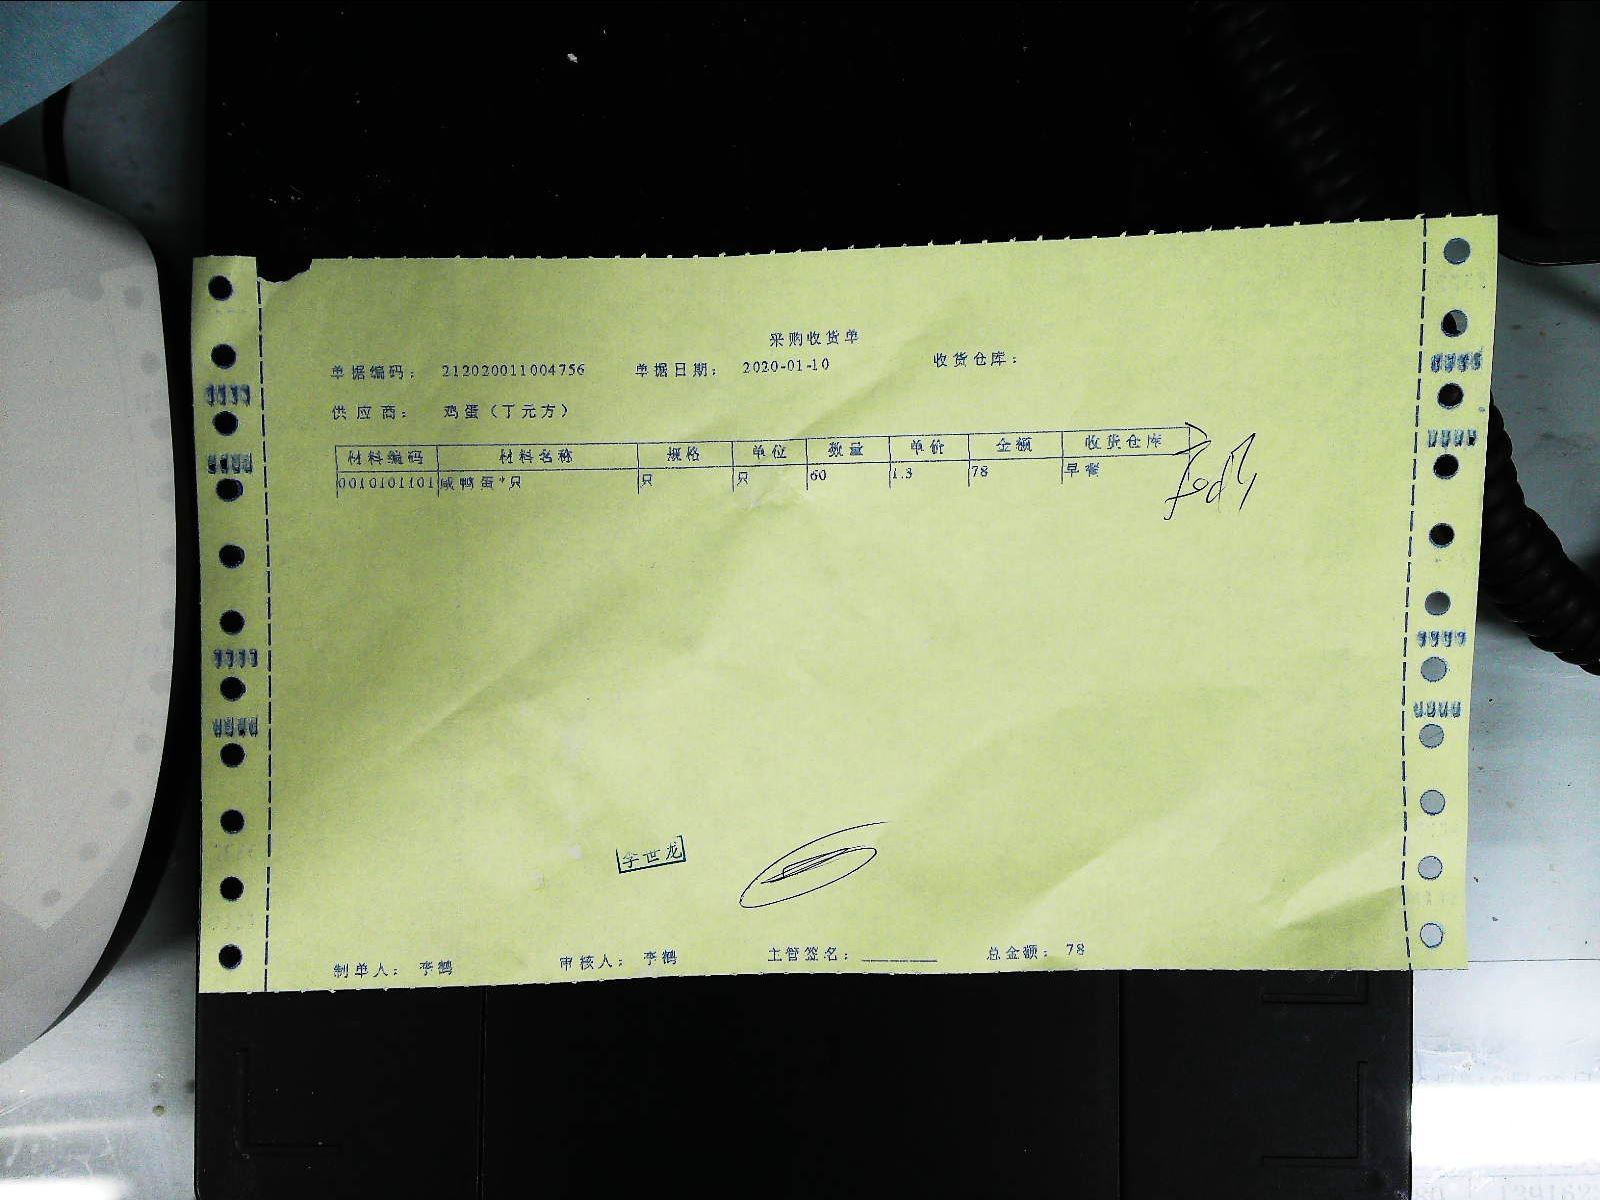 采购收货单
单据编码： 212020011004756 单据日期： 2020-01-10 收货仓库：
供应商： 鸡蛋（丁元方）
材料编码 材料名称 规格 单位 数量 单价 金额 收货仓库
0010101101 咸鸭蛋*只 只 只 60 1.3 78 早餐
李世龙
制单人： 李鹤 审核人： 李鹤 主管签名： 总金额： 78